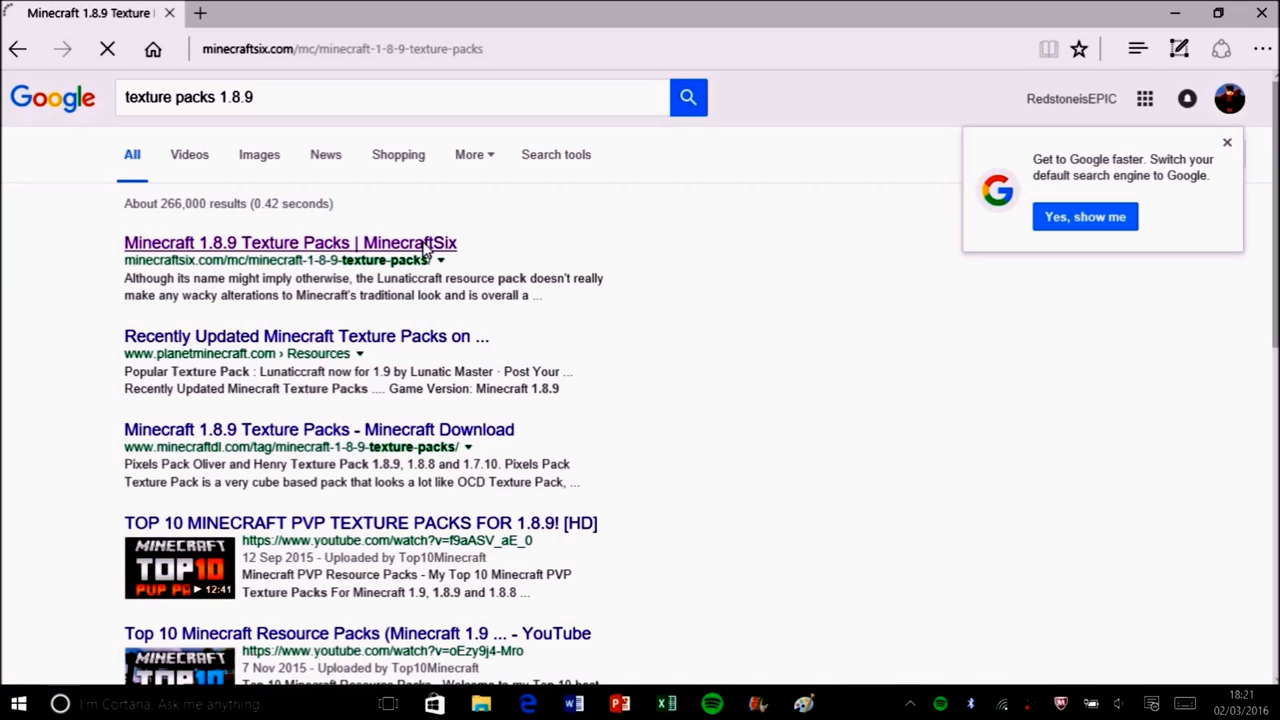 Minecraft 1.8.9 Texture
minecraftsix.com/mc/minecraft-1-8-9-texture-packs
Google
texture packs 1.8.9
RedstoneisEPIC
All Videos Images News Shopping More Search tools
Get to Google faster. Switch your
default search engine to Google.
Yes, show me
About 266,000 results (0.42 seconds)
Minecraft 1.8.9 Texture Packs | MinecraftSix
minecraftsix.com/mc/minecraft-1-8-9-texture-packs/
Although its name might imply otherwise, the Lunaticcraft resource pack doesn't really
make any wacky alterations to Minecraft's traditional look and is overall a ...
Recently Updated Minecraft Texture Packs on ...
www.planetminecraft.com › Resources
Popular Texture Pack : Lunaticcraft now for 1.9 by Lunatic Master · Post Your ...
Recently Updated Minecraft Texture Packs .... Game Version: Minecraft 1.8.9
Minecraft 1.8.9 Texture Packs - Minecraft Download
www.minecraftdl.com/tag/minecraft-1-8-9-texture-packs/
Pixels Pack Oliver and Henry Texture Pack 1.8.9, 1.8.8 and 1.7.10. Pixels Pack
Texture Pack is a very cube based pack that looks a lot like OCD Texture Pack, ...
TOP 10 MINECRAFT PVP TEXTURE PACKS FOR 1.8.9! [HD]
https://www.youtube.com/watch?v=f9aASV_aE_0
12 Sep 2015 - Uploaded by Top10Minecraft
Minecraft PVP Resource Packs - My Top 10 Minecraft PVP
Texture Packs For Minecraft 1.9, 1.8.9 and 1.8.8 ...
MINECRAFT
TOP10
PVP PA 12:41
Top 10 Minecraft Resource Packs (Minecraft 1.9 ... - YouTube
https://www.youtube.com/watch?v=oEzy9j4-Mro
7 Nov 2015 - Uploaded by Top10Minecraft
MINECRAFT
I'm Cortana. Ask me anything.
18:21
02/03/2016